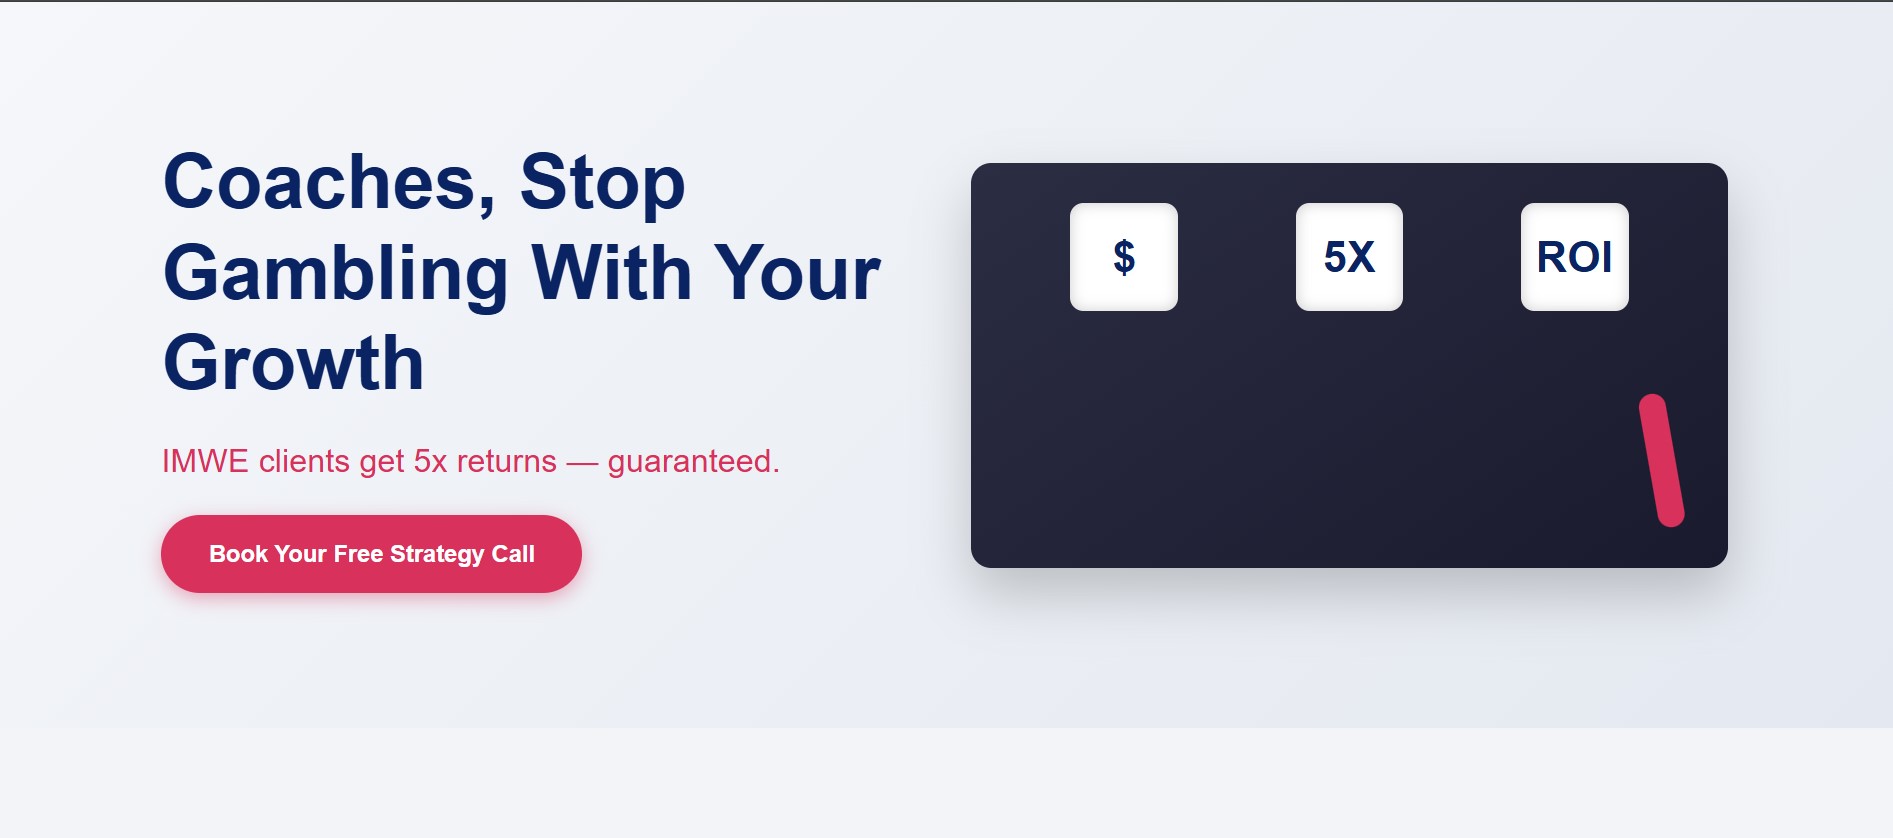 Coaches, Stop
Gambling With Your
Growth
IMWE clients get 5x returns — guaranteed.
Book Your Free Strategy Call
$
5X
ROI